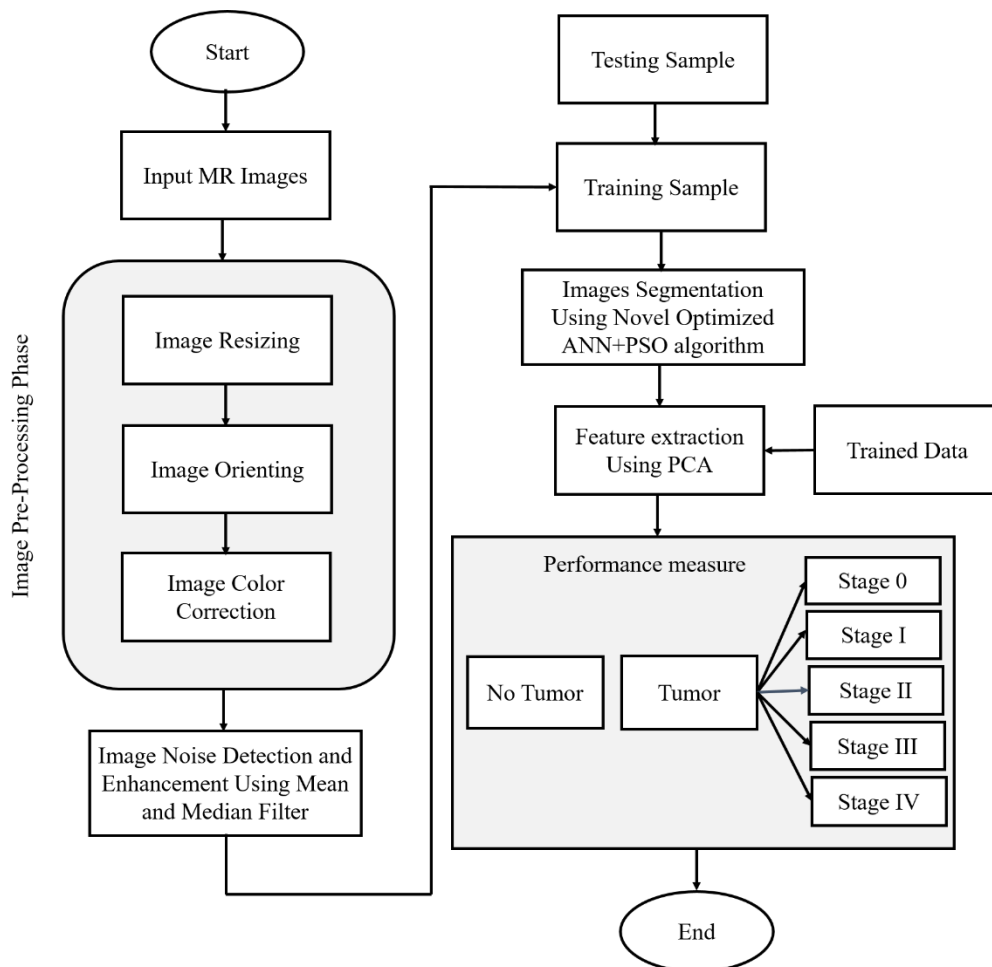 Start
Input MR Images
Image Pre-Processing Phase
Image Resizing
Image Orienting
Image Color
Correction
Image Noise Detection and
Enhancement Using Mean
and Median Filter
Testing Sample
Training Sample
Images Segmentation
Using Novel Optimized
ANN+PSO algorithm
Feature extraction
Using PCA
Trained Data
Performance measure
No Tumor
Tumor
Stage 0
Stage I
Stage II
Stage III
Stage IV
End